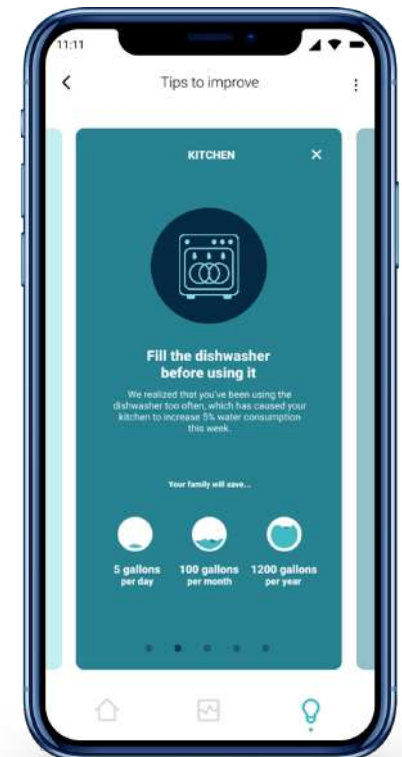 11:11
Tips to improve
KITCHEN
Fill the dishwasher
before using it
We realized that you've been using the
dishwasher too often, which has caused your
kitchen to increase 5% water consumption
this week.
Your family will save...
5 gallons
per day
100 gallons
per month
1200 gallons
per year